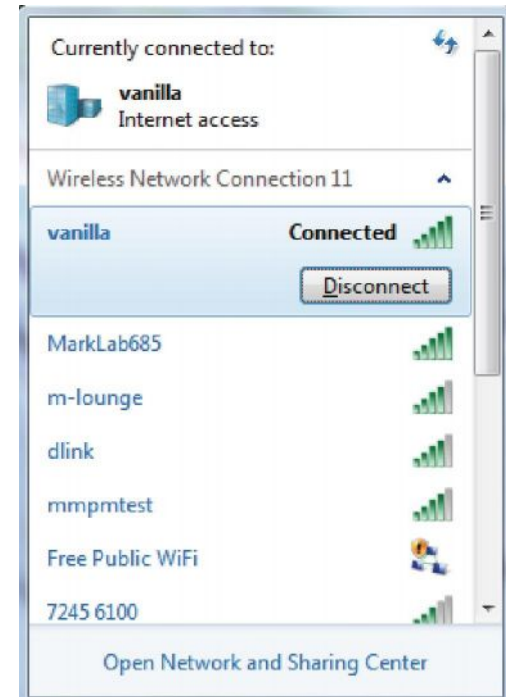 Currently connected to:
vanilla
Internet access
Wireless Network Connection 11
vanilla Connected
Disconnect
MarkLab685
m-lounge
dlink
mmpmtest
Free Public WiFi
7245 6100
Open Network and Sharing Center